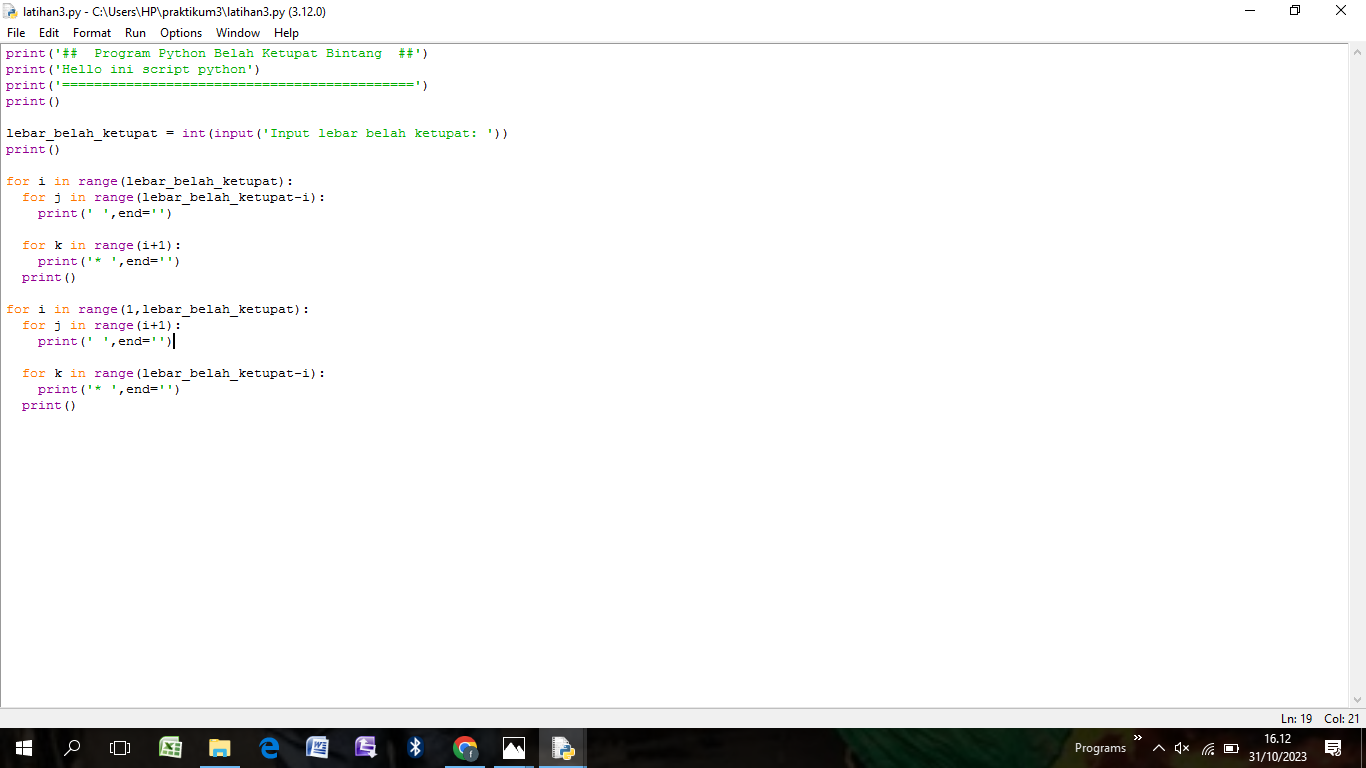 latihan3.py - C:\Users\HP\praktikum3\latihan3.py (3.12.0)
File Edit Format Run Options Window Help
print('##  Program Python Belah Ketupat Bintang  ##')
print('Hello ini script python')
print('============================================')
print()

lebar_belah_ketupat = int(input('Input lebar belah ketupat: '))
print()

for i in range(lebar_belah_ketupat):
  for j in range(lebar_belah_ketupat-i):
    print(' ',end='')

  for k in range(i+1):
    print('* ',end='')
  print()

for i in range(1,lebar_belah_ketupat):
  for j in range(i+1):
    print(' ',end='')

  for k in range(lebar_belah_ketupat-i):
    print('* ',end='')
  print()
Ln: 19 Col: 21
Programs
16.12
31/10/2023